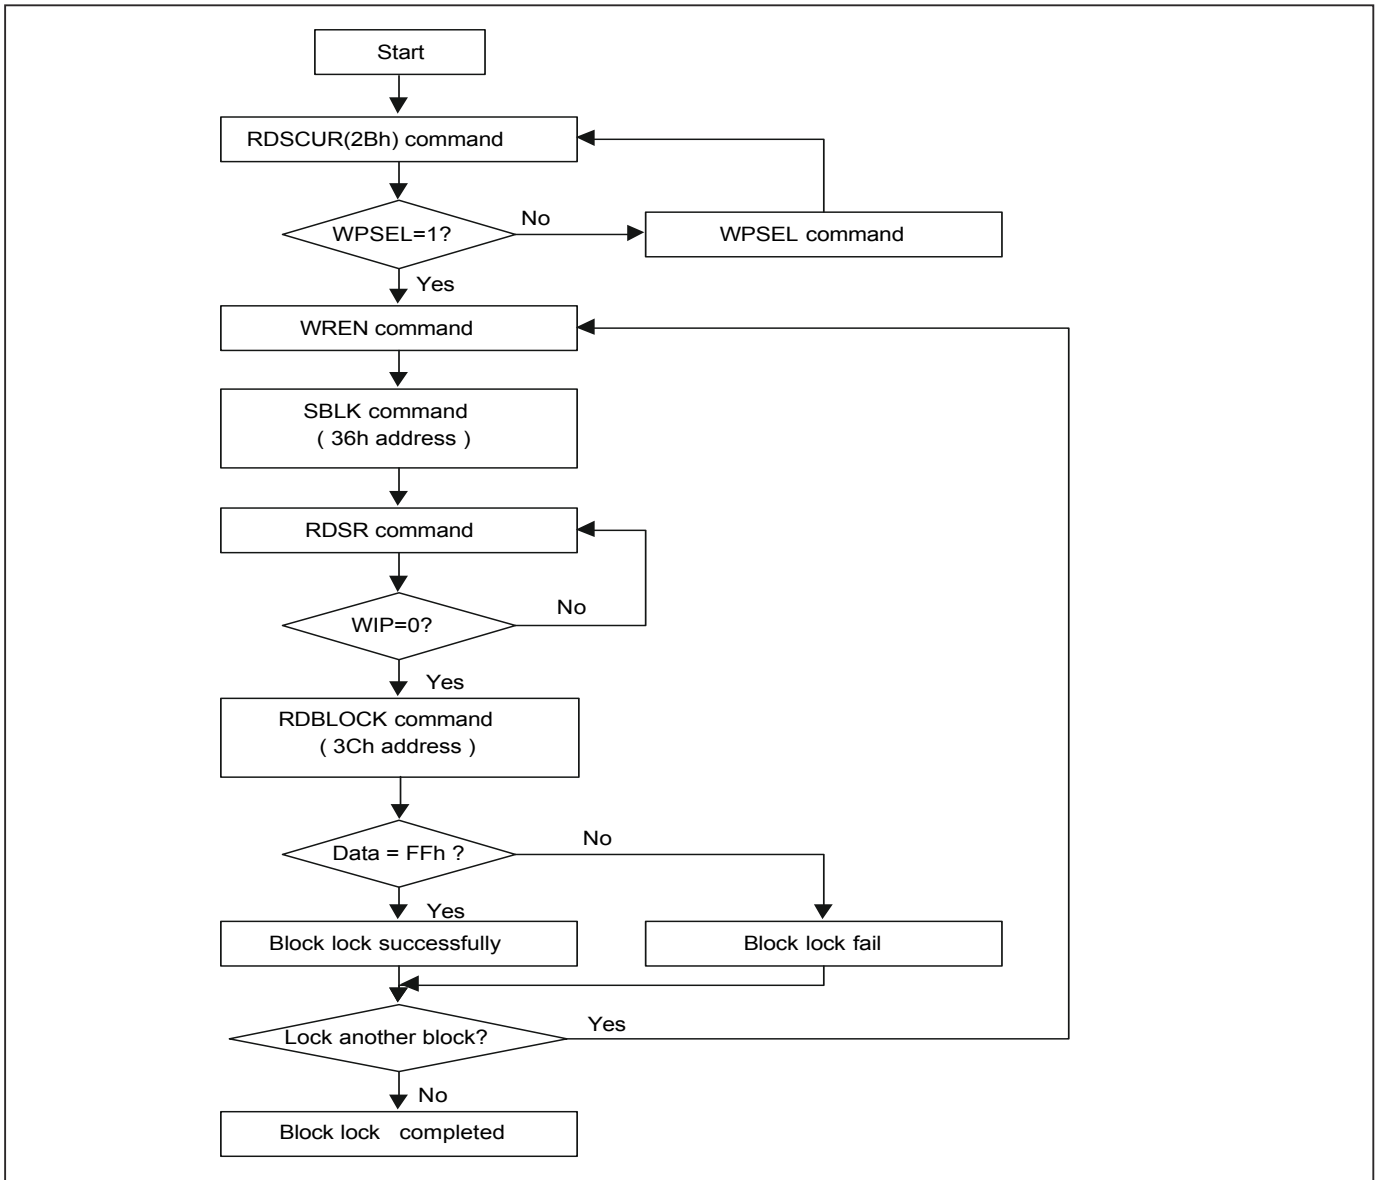 Start
RDSCUR(2Bh) command
WPSEL=1?
No
WPSEL command
Yes
WREN command
SBLK command
( 36h address )
RDSR command
WIP=0?
No
Yes
RDBLOCK command
( 3Ch address )
Data = FFh ?
No
Yes
Block lock successfully
Block lock fail
Lock another block?
Yes
No
Block lock completed